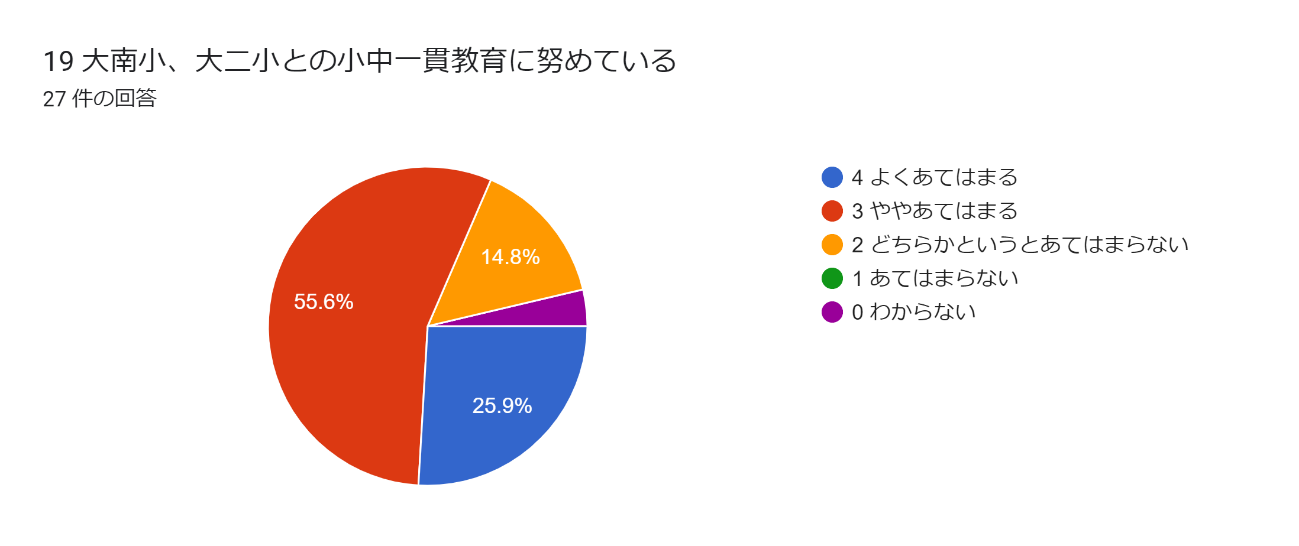 19 大南小、大二小との小中一貫教育に努めている
27 件の回答
4 よくあてはまる
3 ややあてはまる
2 どちらかというとあてはまらない
1 あてはまらない
0 わからない
14.8%
55.6%
25.9%